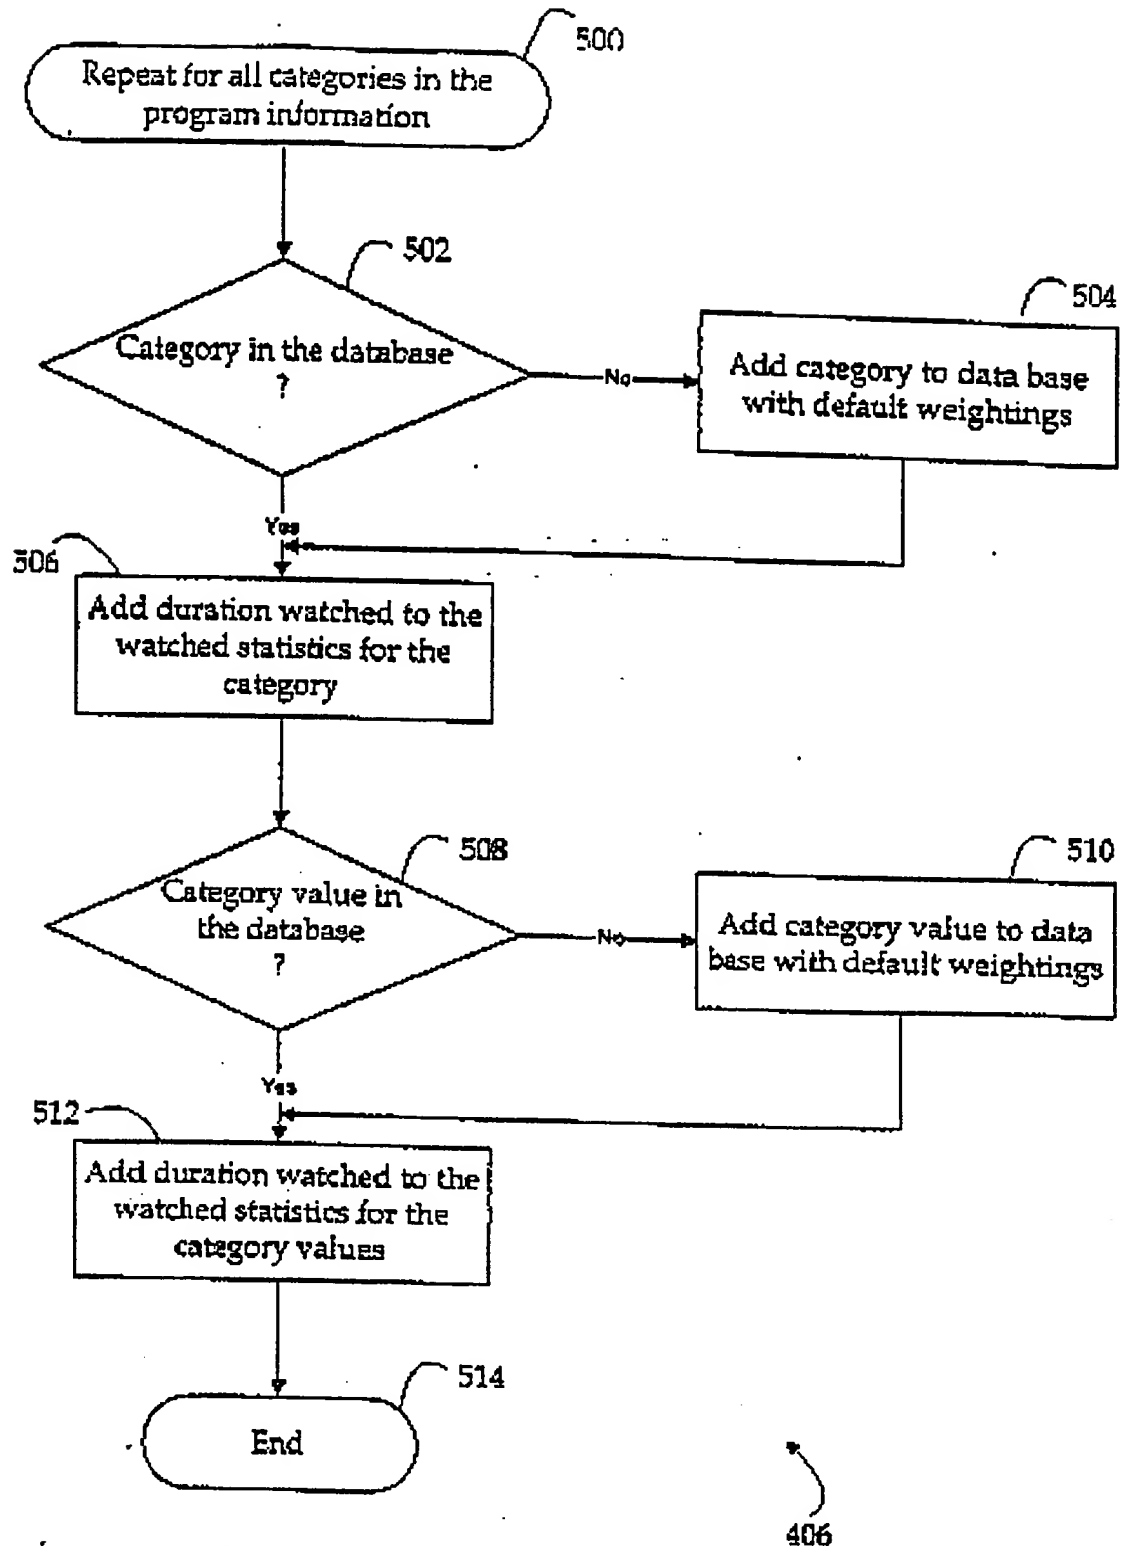 500
Repeat for all categories in the
program information
502
Category in the database
?
No
504
Add category to data base
with default weightings
Yes
506
Add duration watched to the
watched statistics for the
category
508
Category value in
the database
?
No
510
Add category value to data
base with default weightings
Yes
512
Add duration watched to the
watched statistics for the
category values
514
End
406